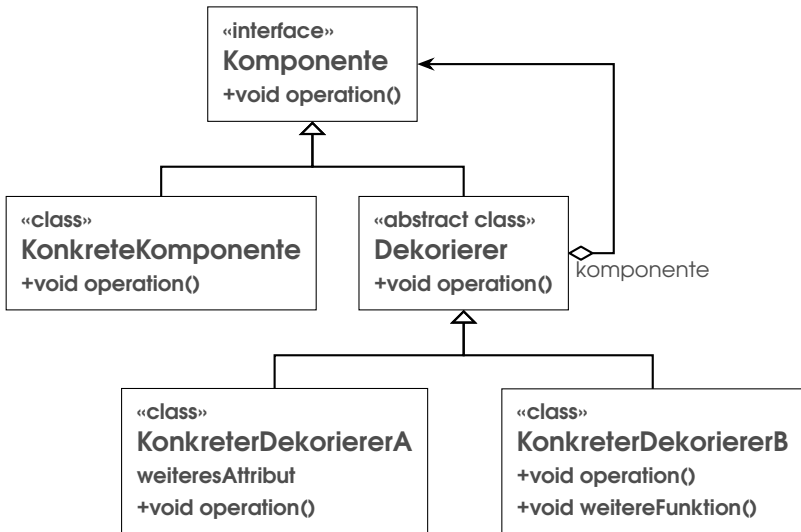 «interface»
Komponente
+void operation()
«class»
KonkreteKomponente
+void operation()
«abstract class»
Dekorierer
+void operation()
komponente
«class»
KonkreterDekoriererA
weiteresAttribut
+void operation()
«class»
KonkreterDekoriererB
+void operation()
+void weitereFunktion()